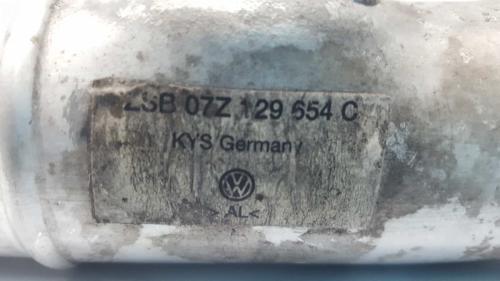 ZSB 07Z 129 654 C
KYS Germany
>AL<